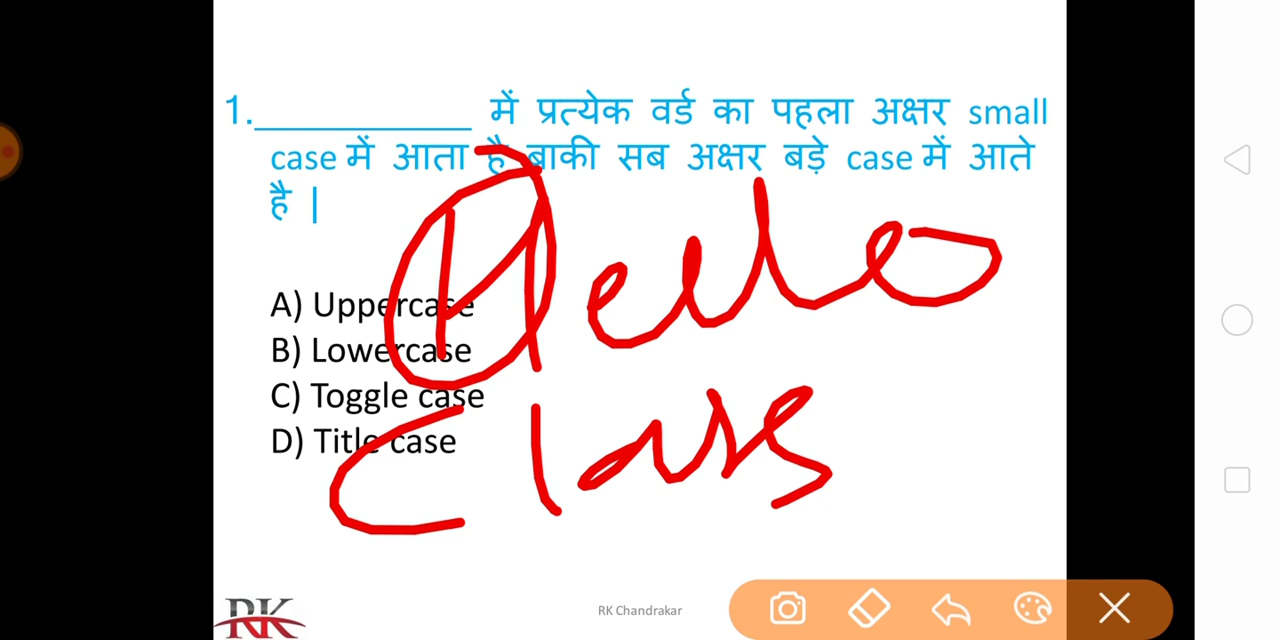 1.__________ में प्रत्येक वर्ड का पहला अक्षर small
case में आता है बाकी सब अक्षर बड़े case में आते
है |
Hello
A) Uppercase
B) Lowercase
C) Toggle case
D) Title case
Class
RK
RK Chandrakar